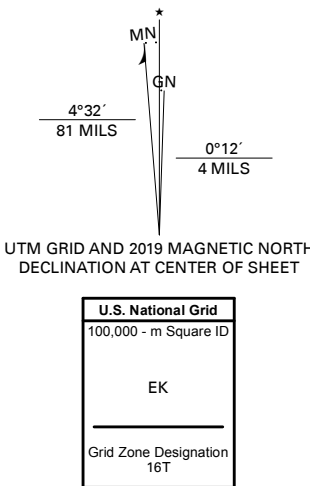 ★
MN
GN
4°32´
81 MILS
0°12´
4 MILS
UTM GRID AND 2019 MAGNETIC NORTH
DECLINATION AT CENTER OF SHEET
U.S. National Grid
100,000 - m Square ID
EK
Grid Zone Designation
16T